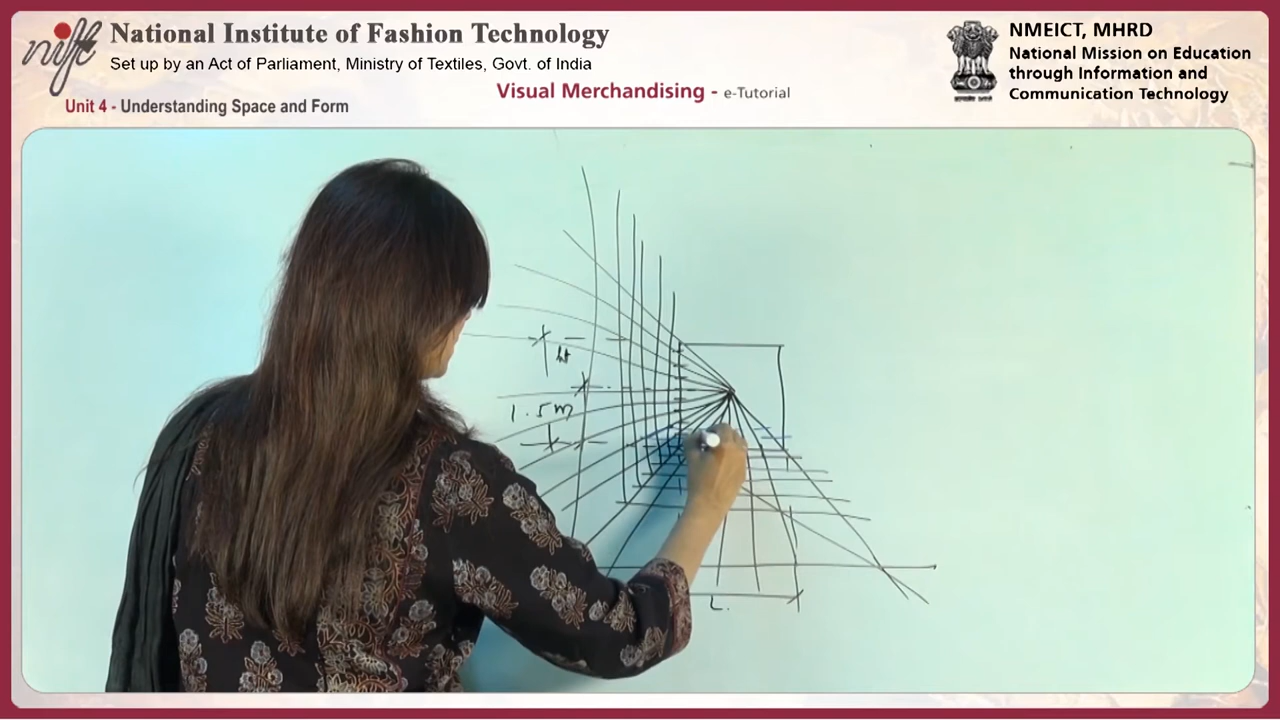 nift
National Institute of Fashion Technology
Set up by an Act of Parliament, Ministry of Textiles, Govt. of India
Unit 4 - Understanding Space and Form
Visual Merchandising - e-Tutorial
NMEICT, MHRD
National Mission on Education
through Information and
Communication Technology
1.5m
L.